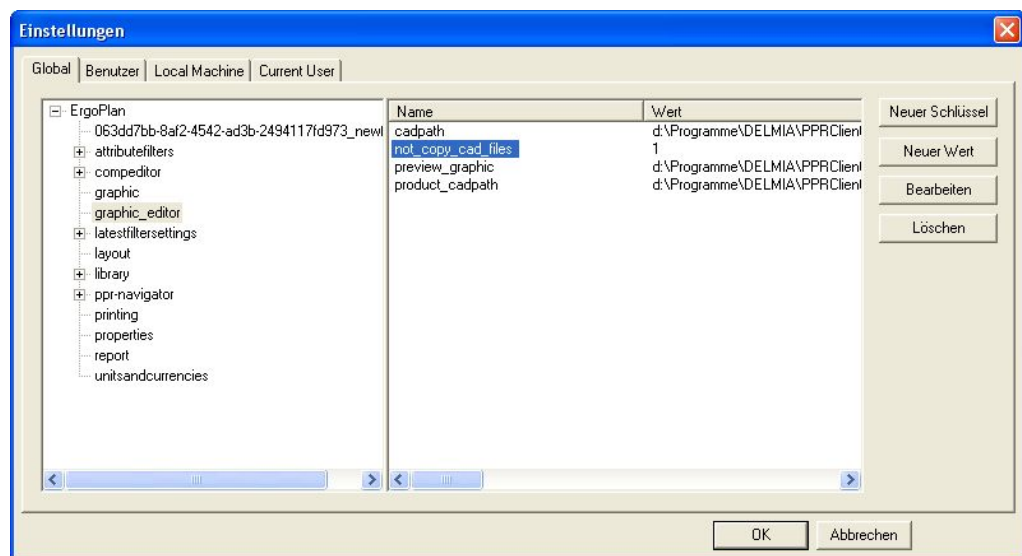 Einstellungen
Global Benutzer Local Machine Current User
ErgoPlan
063dd7bb-8af2-4542-ad3b-2494117fd973_newl
attributefilters
compeditor
graphic
graphic_editor
latestfiltersettings
layout
library
ppr-navigator
printing
properties
report
unitsandcurrencies
Name Wert
cadpath d:\Programme\DELMIA\PPRClient
not_copy_cad_files 1
preview_graphic d:\Programme\DELMIA\PPRClient
product_cadpath d:\Programme\DELMIA\PPRClient
Neuer Schlüssel
Neuer Wert
Bearbeiten
Löschen
OK Abbrechen